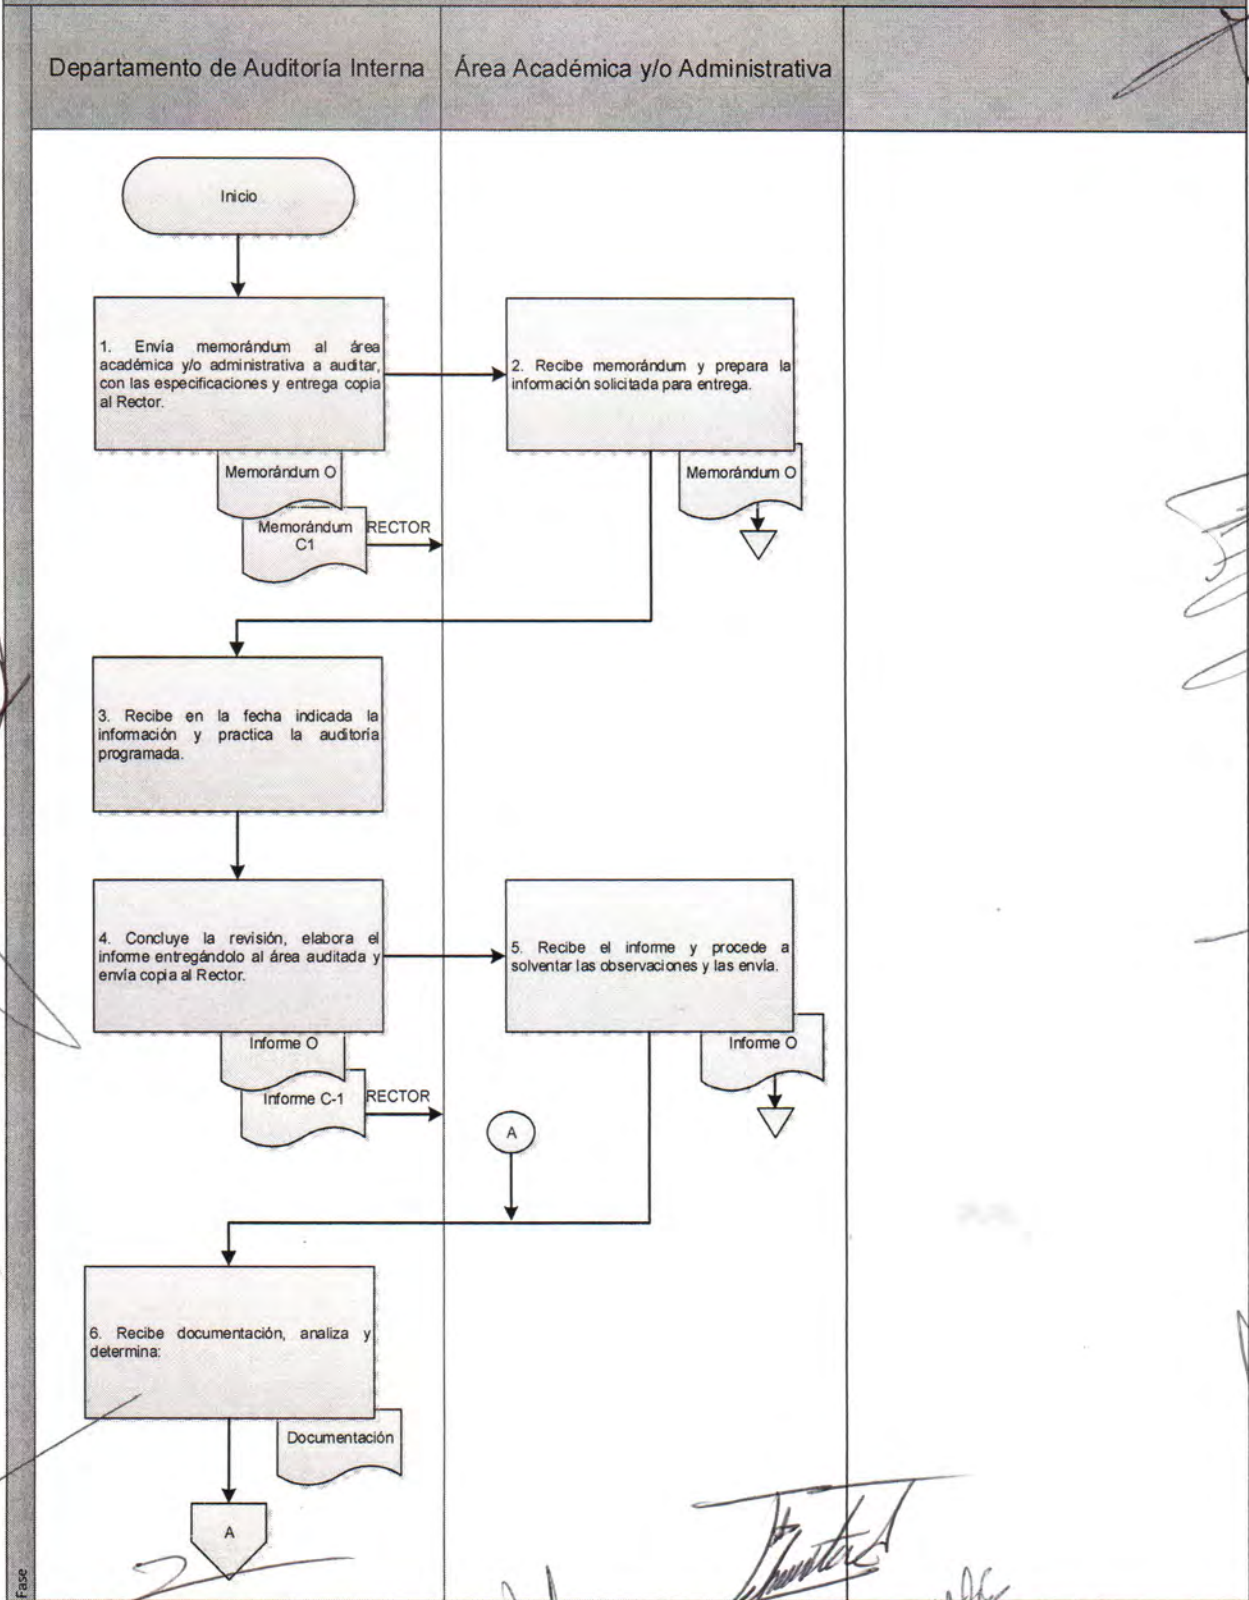 Departamento de Auditoría Interna
Área Académica y/o Administrativa
Inicio
1. Envía memorándum al área
académica y/o administrativa a auditar,
con las especificaciones y entrega copia
al Rector.
2. Recibe memorándum y prepara la
información solicitada para entrega.
Memorándum O
Memorándum
C1
RECTOR
Memorándum O
3. Recibe en la fecha indicada la
información y practica la auditoría
programada.
4. Concluye la revisión, elabora el
informe entregándolo al área auditada y
envía copia al Rector.
5. Recibe el informe y procede a
solventar las observaciones y las envía.
Informe O
Informe C-1
RECTOR
Informe O
A
6. Recibe documentación, analiza y
determina:
Documentación
A
Fase